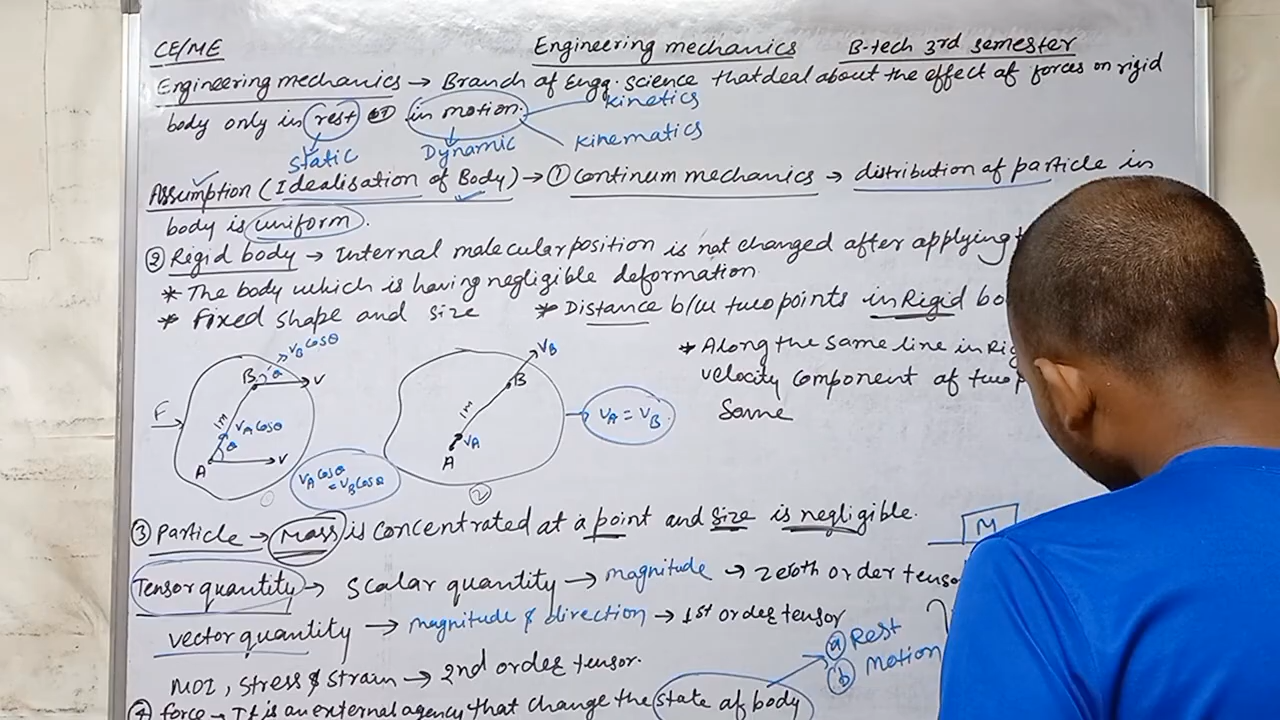 CE/ME Engineering mechanics B-tech 3rd semester
Engineering mechanics → Branch of Engg. science that deal about the effect of forces on rigid
body only in rest or in motion.
Kinetics
Kinematics
Static Dynamic
Assumption (Idealisation of Body) → ① Continum mechanics → distribution of particle in
body is uniform.
② Rigid body → Internal molecular position is not changed after applying
* The body which is having negligible deformation
* Fixed shape and size * Distance b/w two points in Rigid
* Along the same line in
velocity component of two
Same
F
VB cosθ
B θ V
1m
VA cosθ
θ
A V
VA cosθ
= VB cosθ
VB
B
1m
VA
A
②
VA = VB
③ Particle → Mass is concentrated at a point and size is negligible.
M
Tensor quantity → Scalar quantity → magnitude → zeroth order
vector quantity → magnitude & direction → 1st order tensor
MOI, Stress & Strain → 2nd order tensor.
ⓐ Rest
ⓑ Motion
④ force → It is an external agency that change the state of body